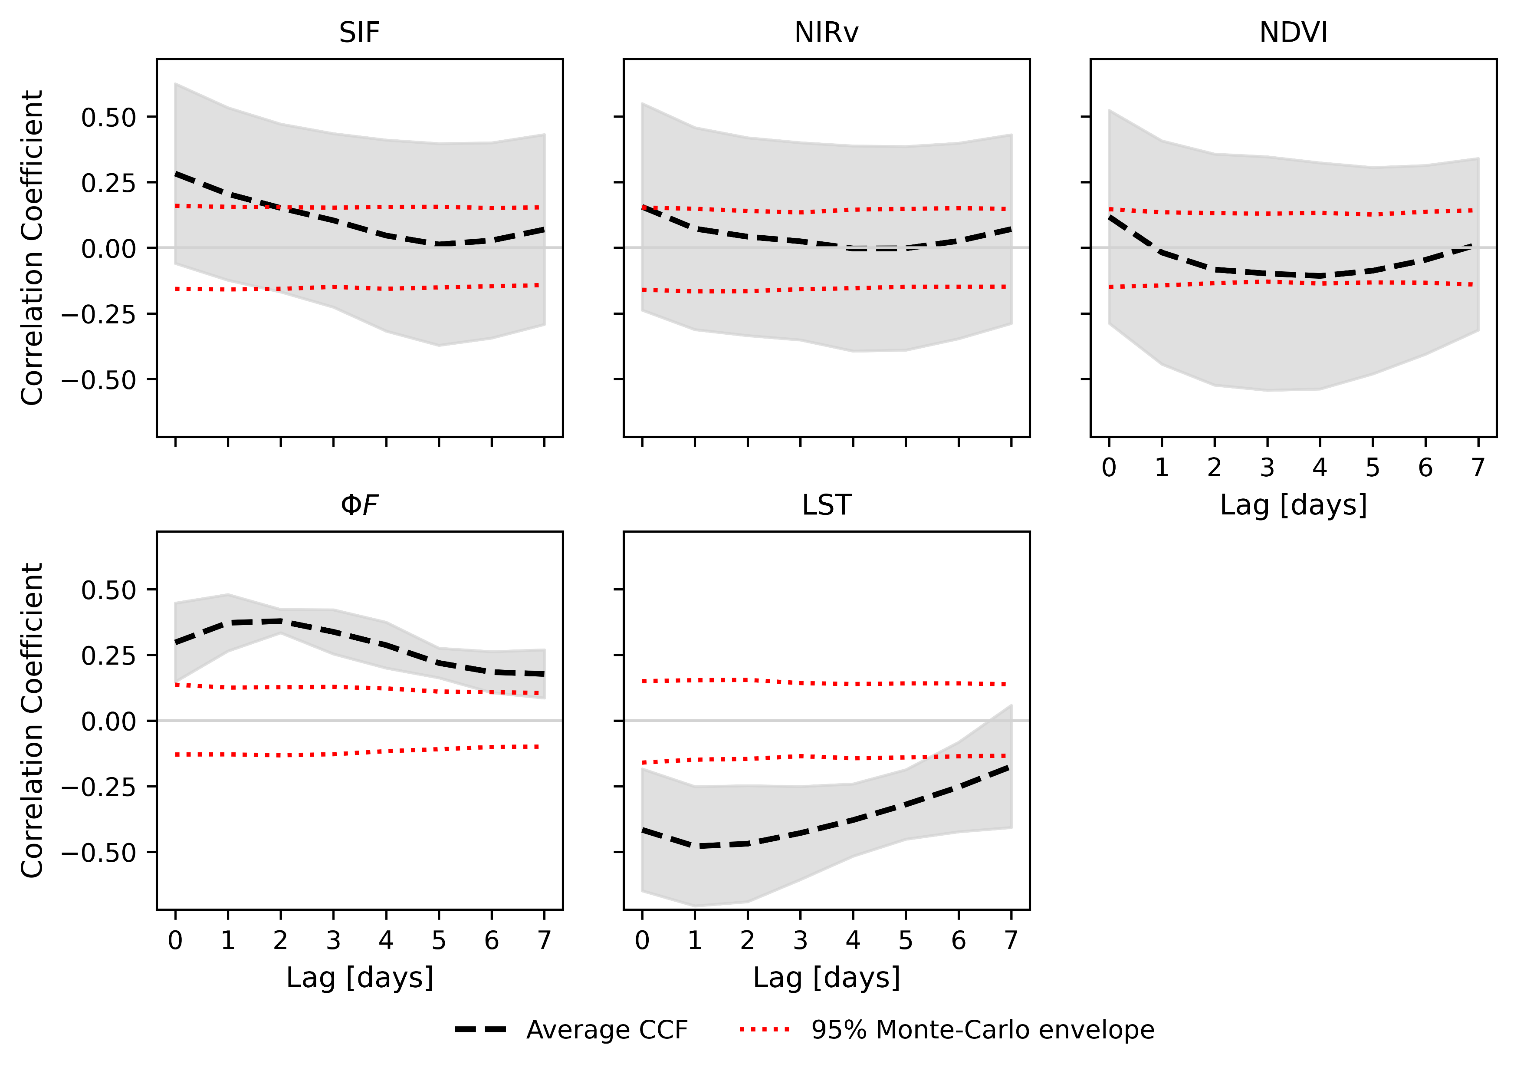 SIF
NIRv
NDVI
Correlation Coefficient
0.50
0.25
0.00
−0.25
−0.50
0 1 2 3 4 5 6 7
Lag [days]
ΦF
LST
Correlation Coefficient
0.50
0.25
0.00
−0.25
−0.50
0 1 2 3 4 5 6 7
0 1 2 3 4 5 6 7
Lag [days]
Lag [days]
Average CCF
95% Monte-Carlo envelope